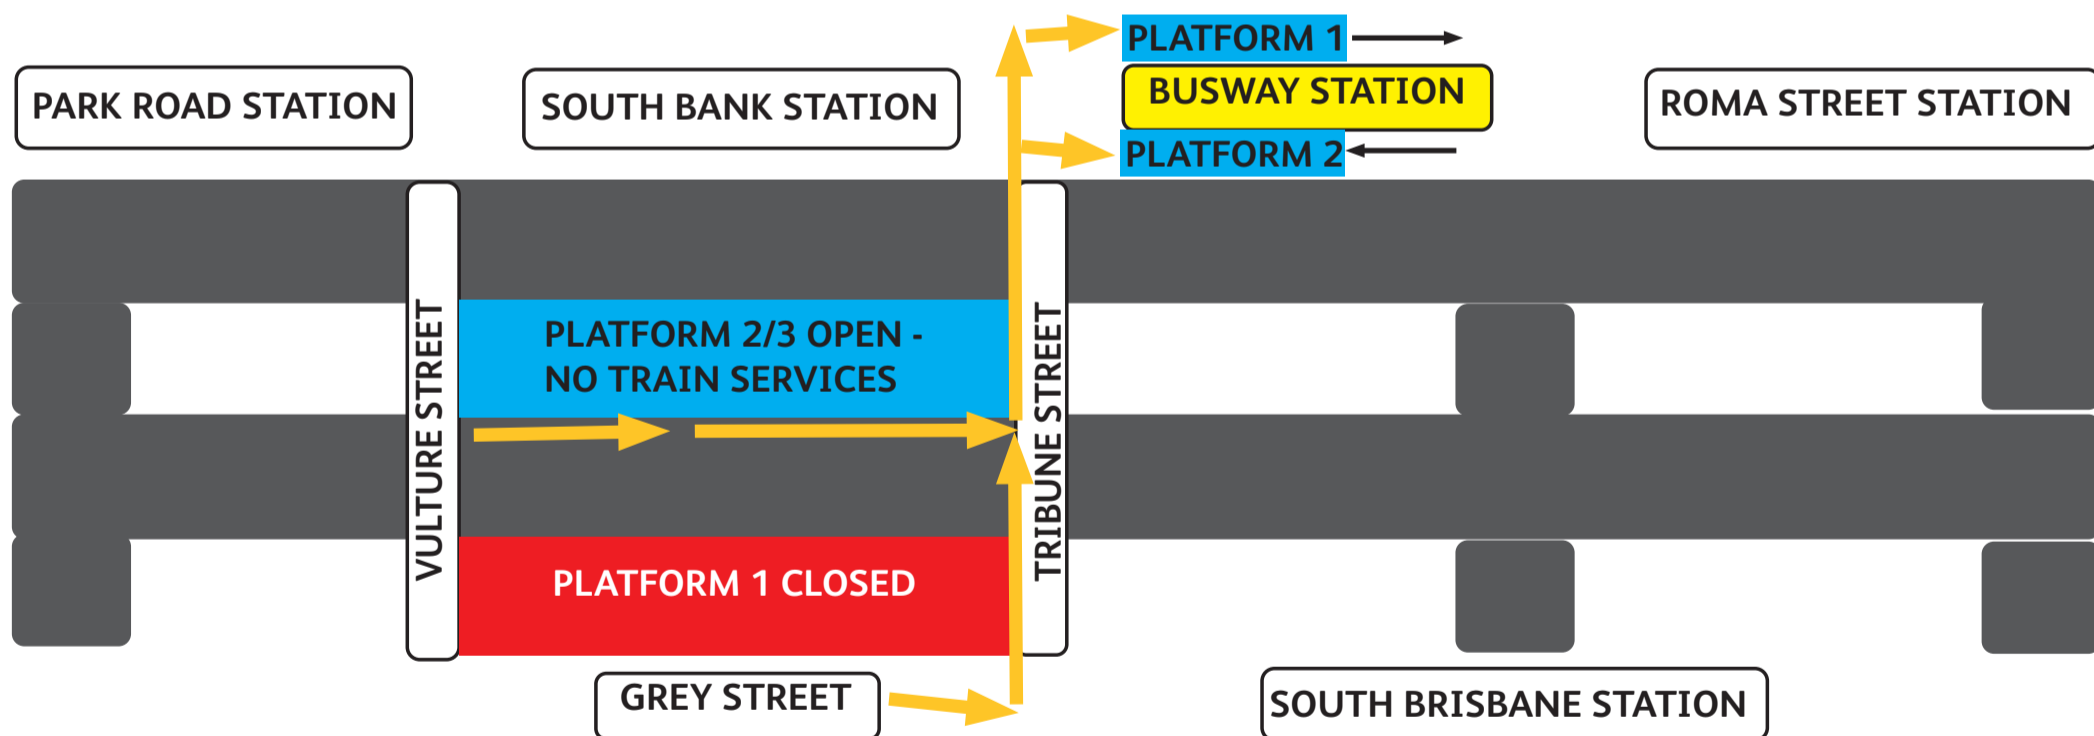 PLATFORM 1
PARK ROAD STATION
SOUTH BANK STATION
BUSWAY STATION
ROMA STREET STATION
PLATFORM 2
VULTURE STREET
PLATFORM 2/3 OPEN -
NO TRAIN SERVICES
TRIBUNE STREET
PLATFORM 1 CLOSED
GREY STREET
SOUTH BRISBANE STATION